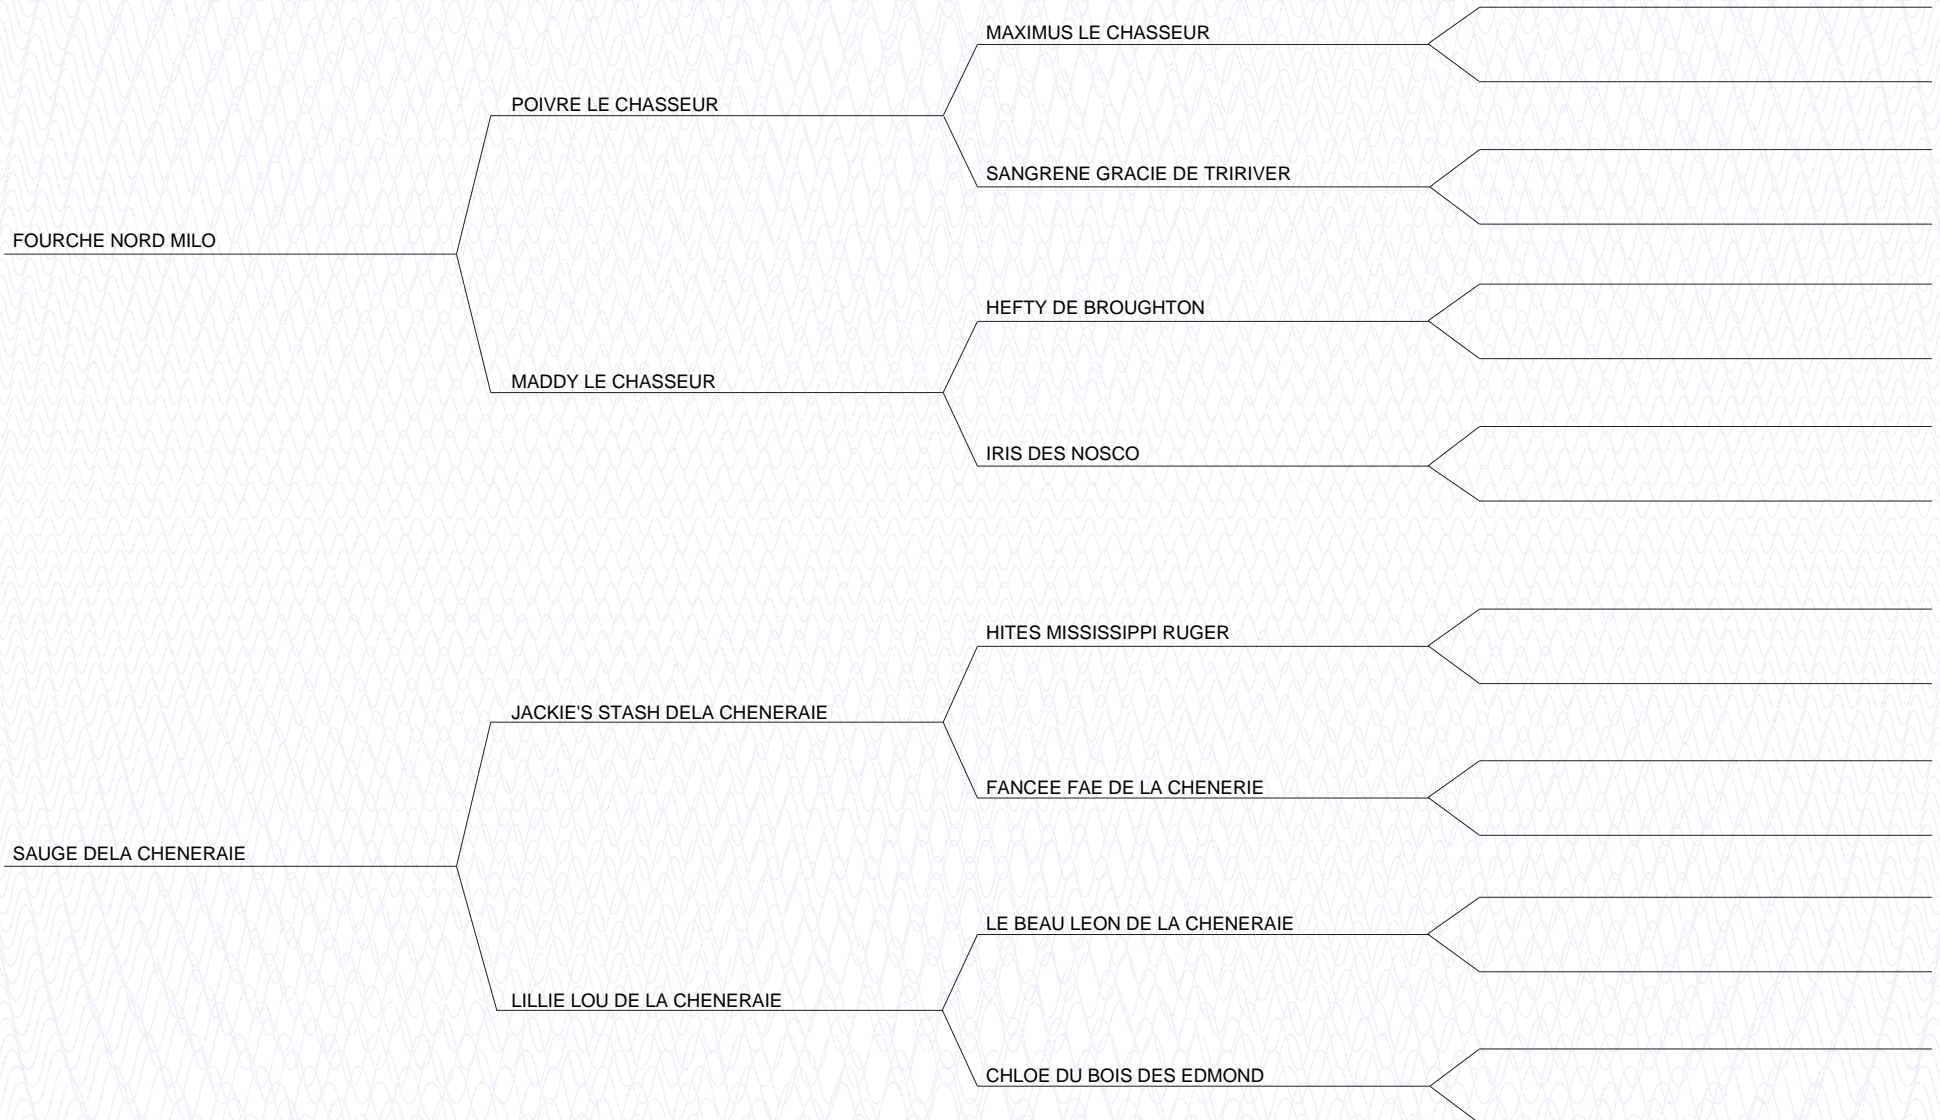 MAXIMUS LE CHASSEUR
POIVRE LE CHASSEUR
SANGRENE GRACIE DE TRIRIVER
FOURCHE NORD MILO
HEFTY DE BROUGHTON
MADDY LE CHASSEUR
IRIS DES NOSCO
HITES MISSISSIPPI RUGER
JACKIE'S STASH DELA CHENERAIE
FANCEE FAE DE LA CHENERIE
SAUGE DELA CHENERAIE
LE BEAU LEON DE LA CHENERAIE
LILLIE LOU DE LA CHENERAIE
CHLOE DU BOIS DES EDMOND